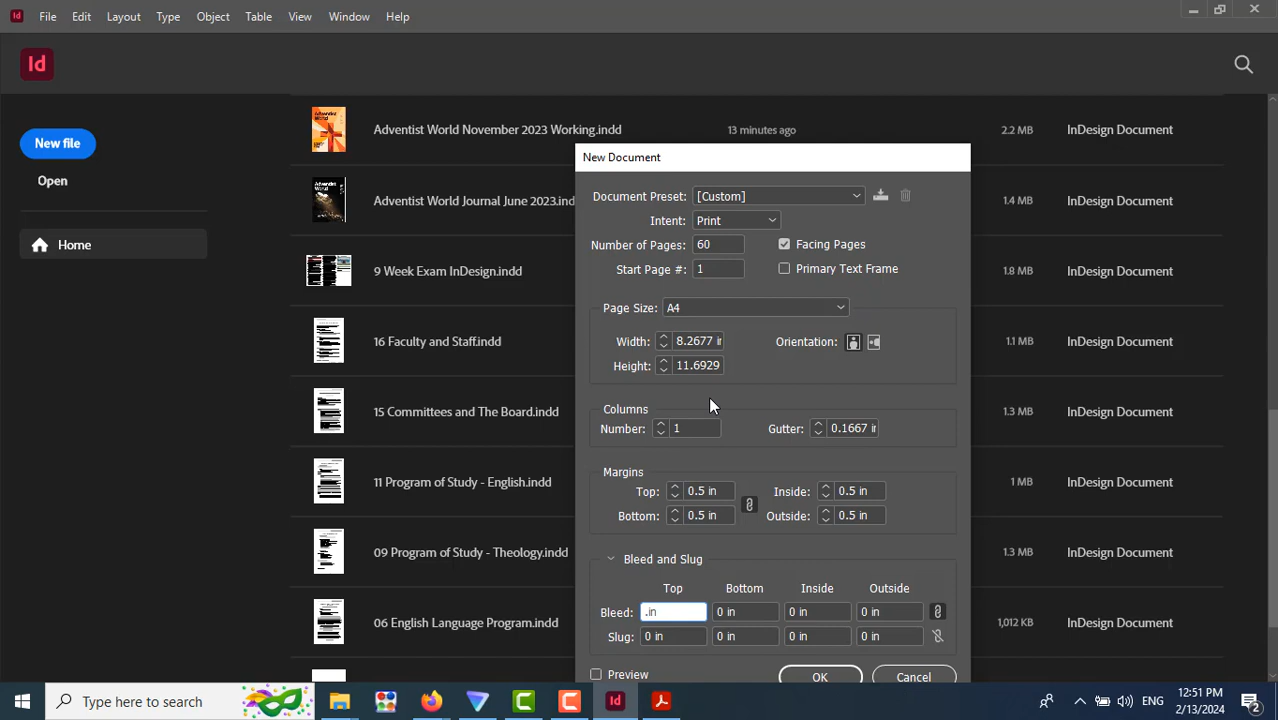 Id File Edit Layout Type Object Table View Window Help
Id
New file
Open
Home
Adventist World November 2023 Working.indd 13 minutes ago 2.2 MB InDesign Document
Adventist World Journal June 2023.ind 1.4 MB InDesign Document
9 Week Exam InDesign.indd 1.8 MB InDesign Document
16 Faculty and Staff.indd 1.1 MB InDesign Document
15 Committees and The Board.indd 1.3 MB InDesign Document
11 Program of Study - English.indd 1 MB InDesign Document
09 Program of Study - Theology.indd 1.3 MB InDesign Document
06 English Language Program.indd 1,012 KB InDesign Document
New Document
Document Preset: [Custom]
Intent: Print
Number of Pages: 60 Facing Pages
Start Page #: 1 Primary Text Frame
Page Size: A4
Width: 8.2677 in Orientation:
Height: 11.6929
Columns
Number: 1 Gutter: 0.1667 in
Margins
Top: 0.5 in Inside: 0.5 in
Bottom: 0.5 in Outside: 0.5 in
Bleed and Slug
Top Bottom Inside Outside
Bleed: .in 0 in 0 in 0 in
Slug: 0 in 0 in 0 in 0 in
Preview OK Cancel
Type here to search
Id
ENG
12:51 PM
2/13/2024
2